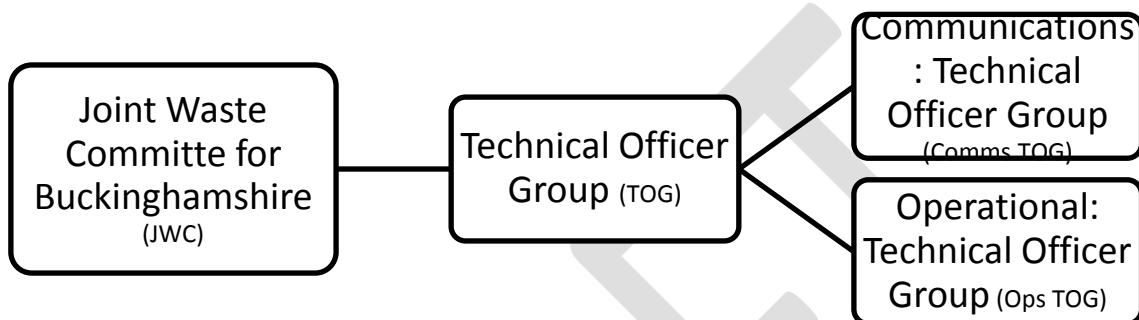 Joint Waste
Committe for
Buckinghamshire
(JWC)
Technical Officer
Group (TOG)
Communications
: Technical
Officer Group
(Comms TOG)
Operational:
Technical Officer
Group (Ops TOG)